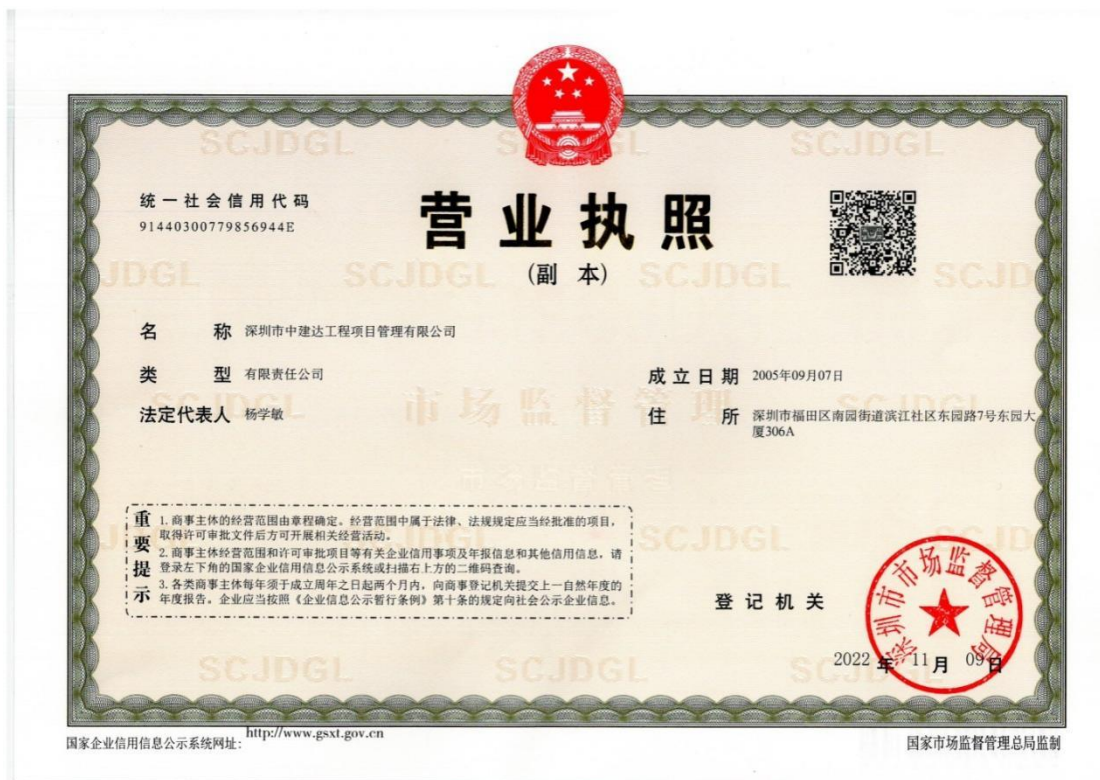 统一社会信用代码
91440300779856944E
营业执照
(副 本)
名 称 深圳市中建达工程项目管理有限公司
类 型 有限责任公司
成立日期 2005年09月07日
法定代表人 杨学敏
住 所 深圳市福田区南园街道滨江社区东园路7号东园大
厦306A
重要提示
1. 商事主体的经营范围由章程确定。经营范围中属于法律、法规规定应当经批准的项目，
取得许可审批文件后方可开展相关经营活动。
2. 商事主体经营范围和许可审批项目等有关企业信用事项及年报信息和其他信用信息，请
登录左下角的国家企业信用信息公示系统或扫描右上方的二维码查询。
3. 各类商事主体每年须于成立周年之日起两个月内，向商事登记机关提交上一自然年度的
年度报告。企业应当按照《企业信息公示暂行条例》第十条的规定向社会公示企业信息。
登记机关
深圳市市场监督管理局
2022 年 11 月 09 日
国家企业信用信息公示系统网址：http://www.gsxt.gov.cn
国家市场监督管理总局监制
SCJDGL
市场监督管理